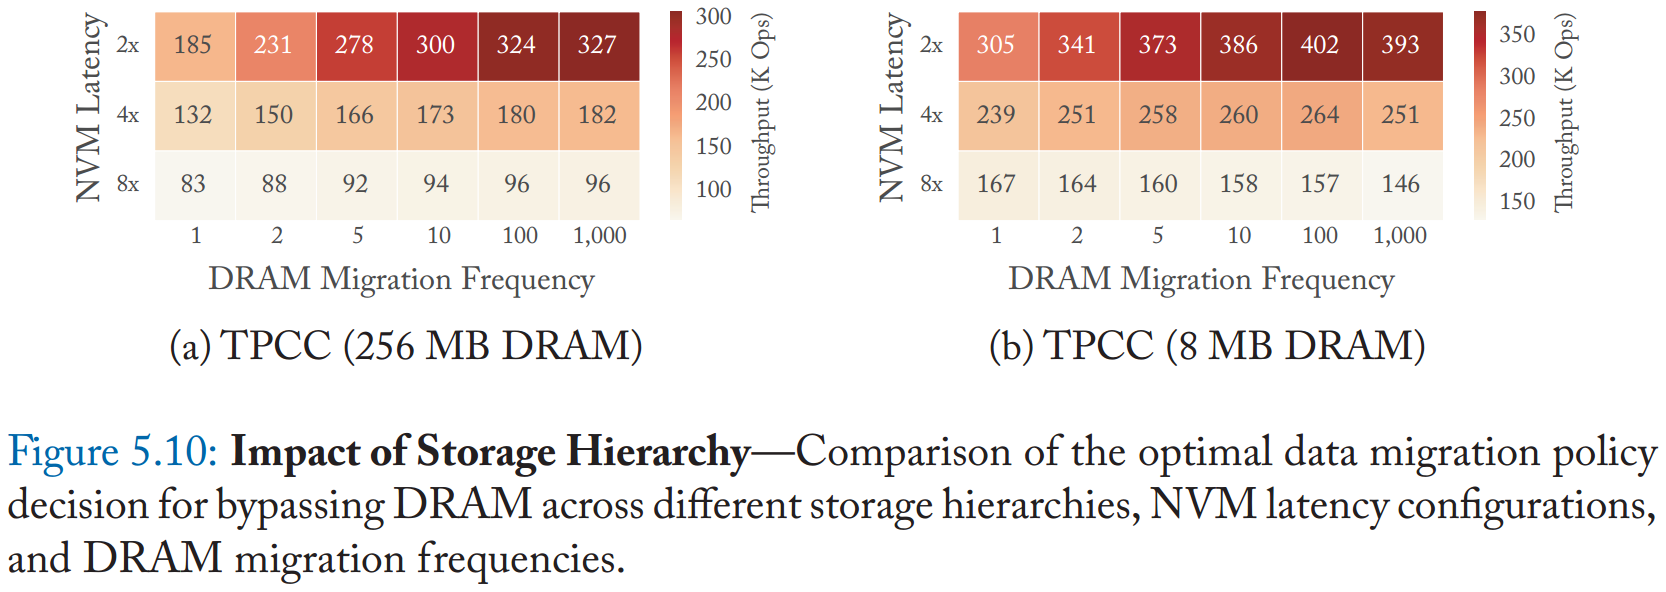 NVM Latency
2x 185 231 278 300 324 327
4x 132 150 166 173 180 182
8x 83 88 92 94 96 96
1 2 5 10 100 1,000
DRAM Migration Frequency
300
250
200
150
100
Throughput (K Ops)
(a) TPCC (256 MB DRAM)
NVM Latency
2x 305 341 373 386 402 393
4x 239 251 258 260 264 251
8x 167 164 160 158 157 146
1 2 5 10 100 1,000
DRAM Migration Frequency
350
300
250
200
150
Throughput (K Ops)
(b) TPCC (8 MB DRAM)
Figure 5.10: Impact of Storage Hierarchy—Comparison of the optimal data migration policy
decision for bypassing DRAM across different storage hierarchies, NVM latency configurations,
and DRAM migration frequencies.